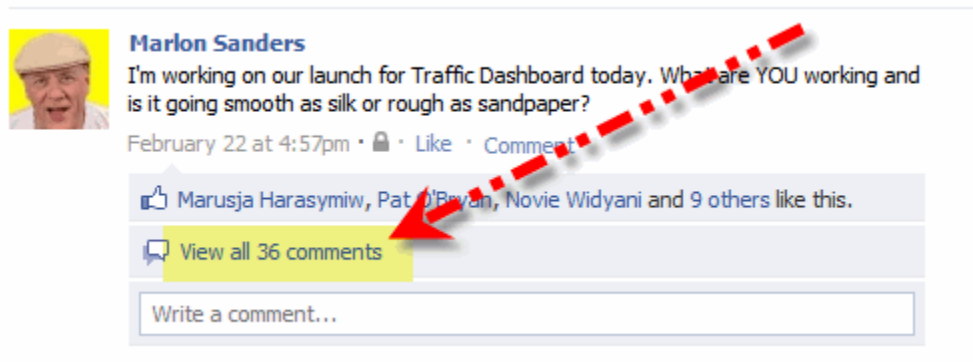 Marlon Sanders
I'm working on our launch for Traffic Dashboard today. What are YOU working and
is it going smooth as silk or rough as sandpaper?
February 22 at 4:57pm · Like · Comment
Marusja Harasymiw, Pat O'Bryan, Novie Widyani and 9 others like this.
View all 36 comments
Write a comment...